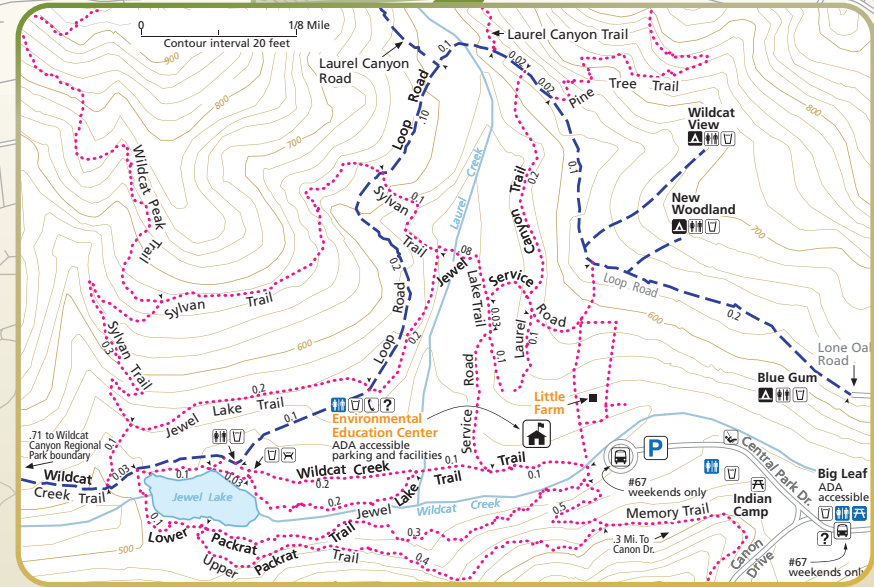 0
1/8 Mile
Contour interval 20 feet
Laurel Canyon
Road
Laurel Canyon Trail
0.1
0.02
0.02
Pine Tree Trail
900
800
700
800
Loop Road
.10
Wildcat
View
0.1
Wildcat Peak Trail
Laurel Creek
Canyon Trail
0.2
Sylvan Trail
0.1
New
Woodland
700
.08
0.2
Jewel Lake Trail
Service Road
Loop Road
0.2
Sylvan Trail
0.03
600
Loop Road
0.2
Laurel
0.1
0.1
Sylvan Trail
0.3
600
Lone Oa
Road
Blue Gum
0.2
Jewel Lake Trail
0.1
Service Road
Little
Farm
?
Environmental
Education Center
ADA accessible
parking and facilities
.71 to Wildcat
Canyon Regional
Park boundary
0.03
0.1
0.03
Wildcat Creek Trail
0.1
0.2
0.1
P
Central Park Dr.
Wildcat
Creek Trail
Jewel Lake
0.2
Jewel Lake Trail
Wildcat Creek
#67
weekends only
Indian
Camp
Big Leaf
ADA
accessible
0.5
Memory Trail
0.1
Lower Packrat Trail
0.3
.3 Mi. To
Canon Dr.
?
500
Upper Packrat Trail
0.4
Canon
Drive
#67
weekends only